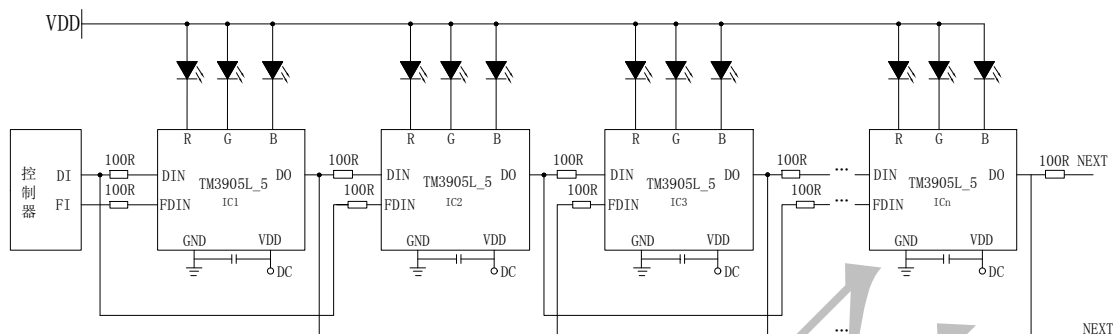 VDD
R G B
R G B
R G B
R G B
控制器
DI
FI
100R
100R
DIN
FDIN
TM3905L_5
IC1
DO
GND VDD
DC
100R
100R
DIN
FDIN
TM3905L_5
IC2
DO
GND VDD
DC
100R
100R
DIN
FDIN
TM3905L_5
IC3
DO
GND VDD
DC
100R
100R
...
...
DIN
FDIN
TM3905L_5
ICn
DO
GND VDD
DC
100R NEXT
...
NEXT